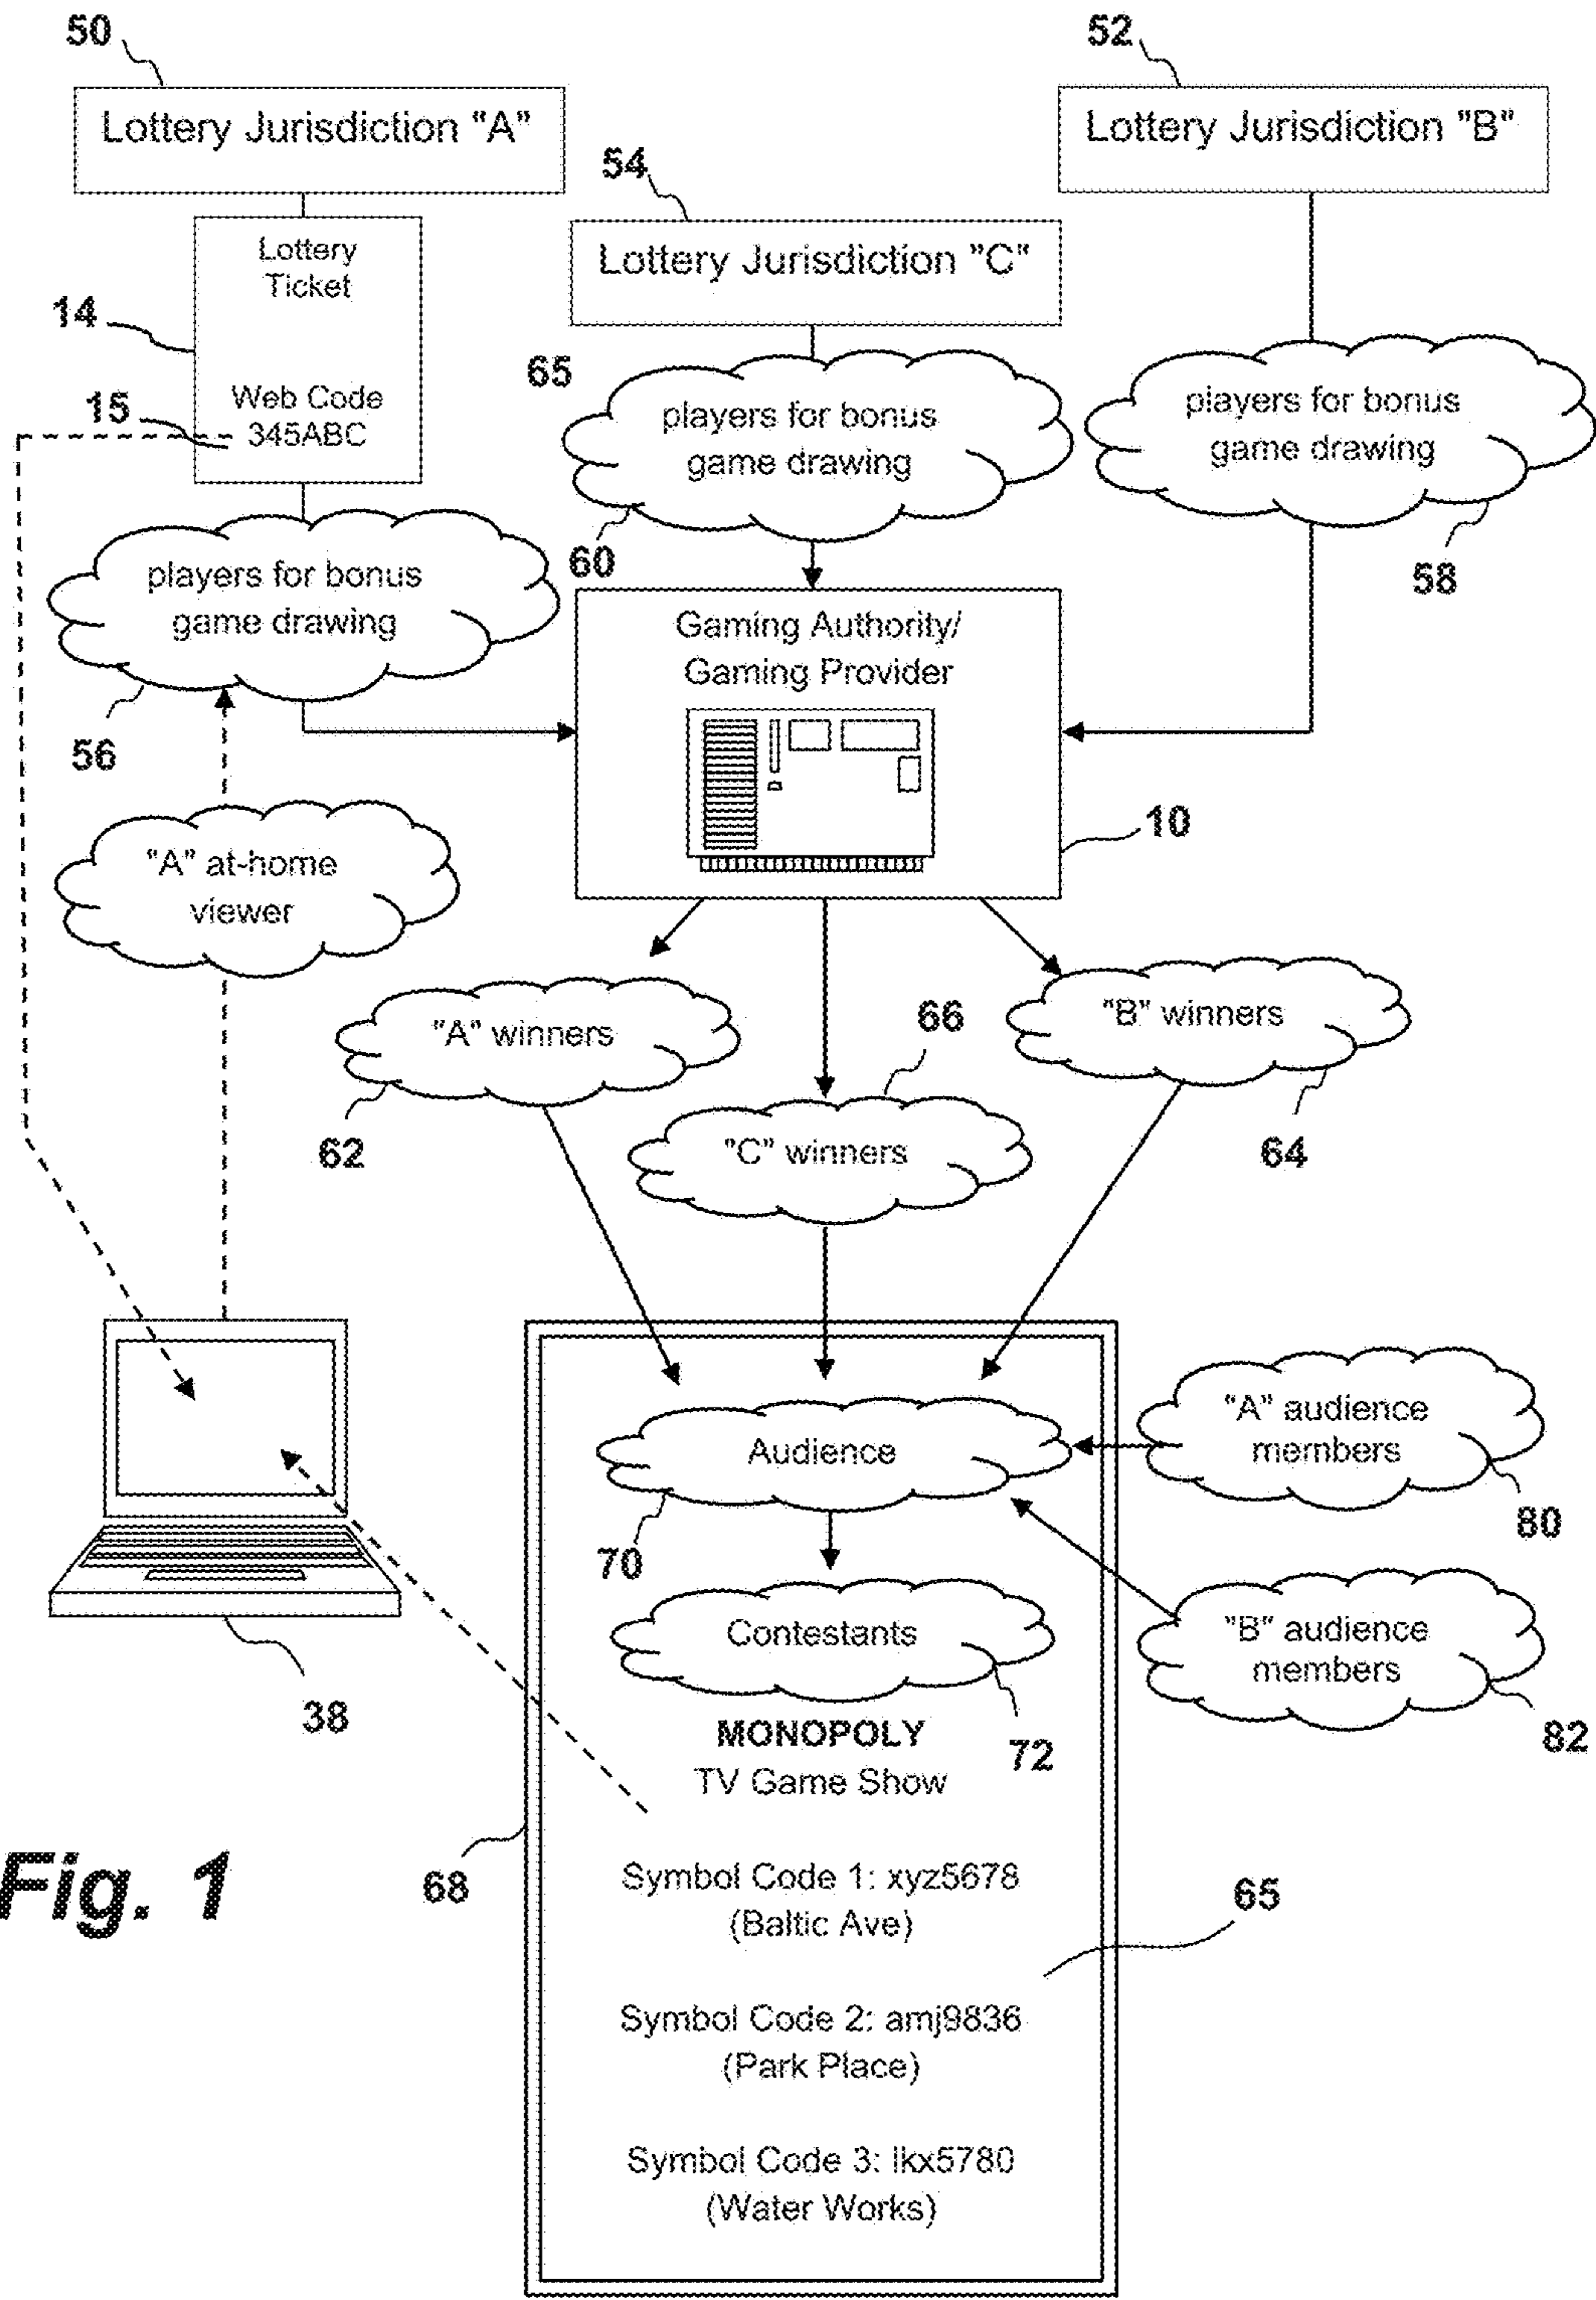 50
52
Lottery Jurisdiction "A"
Lottery Jurisdiction "B"
54
Lottery Jurisdiction "C"
Lottery
Ticket
14
Web Code
345ABC
15
65
players for bonus
game drawing
players for bonus
game drawing
60
58
players for bonus
game drawing
56
Gaming Authority/
Gaming Provider
10
"A" at-home
viewer
"A" winners
62
66
"C" winners
"B" winners
64
Audience
70
"A" audience
members
80
Contestants
72
"B" audience
members
82
38
MONOPOLY
TV Game Show
68
Symbol Code 1: xyz5678
(Baltic Ave)
65
Symbol Code 2: amj9836
(Park Place)
Symbol Code 3: lkx5780
(Water Works)
Fig. 1